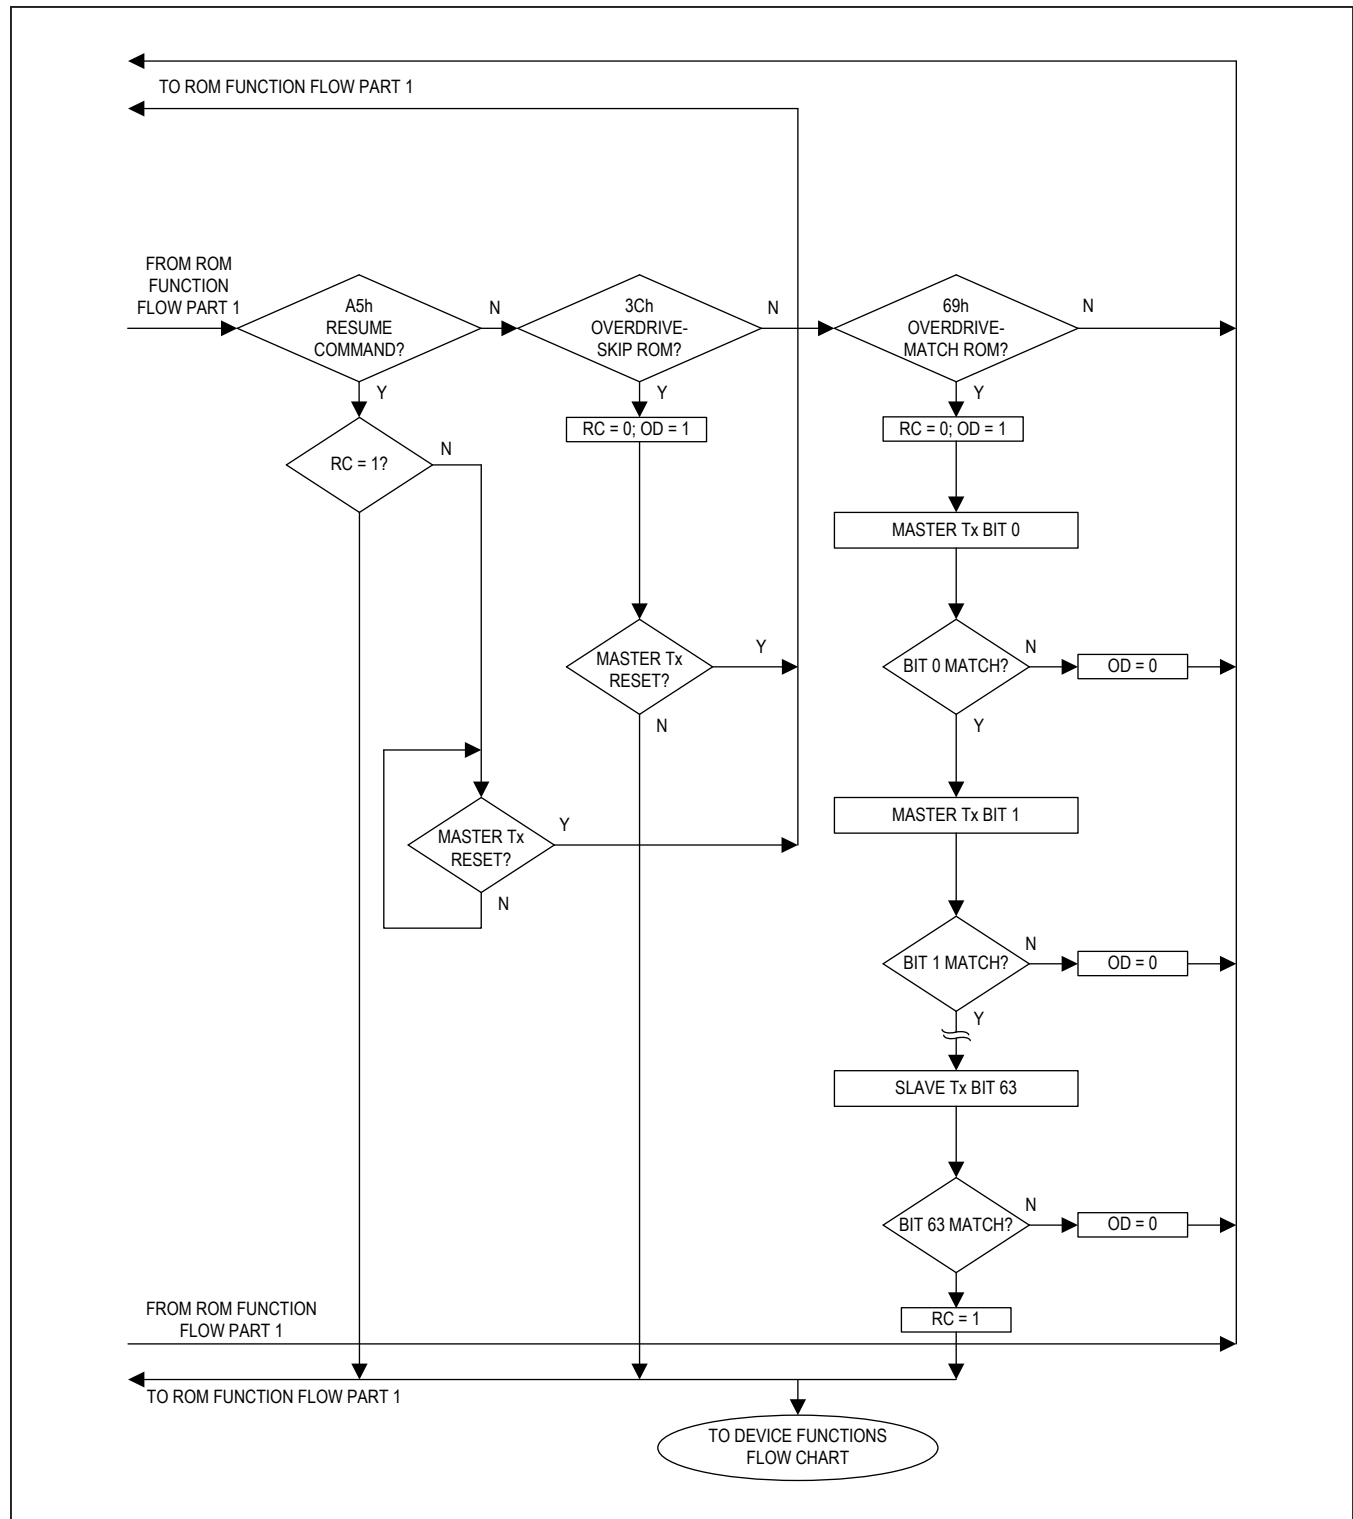 TO ROM FUNCTION FLOW PART 1
FROM ROM
FUNCTION
FLOW PART 1
A5h
RESUME
COMMAND?
N
Y
3Ch
OVERDRIVE-
SKIP ROM?
N
Y
69h
OVERDRIVE-
MATCH ROM?
N
Y
RC = 1?
N
RC = 0; OD = 1
RC = 0; OD = 1
MASTER Tx BIT 0
MASTER Tx
RESET?
Y
N
BIT 0 MATCH?
N
Y
OD = 0
MASTER Tx BIT 1
MASTER Tx
RESET?
Y
N
BIT 1 MATCH?
N
Y
OD = 0
SLAVE Tx BIT 63
BIT 63 MATCH?
N
OD = 0
RC = 1
FROM ROM FUNCTION
FLOW PART 1
TO ROM FUNCTION FLOW PART 1
TO DEVICE FUNCTIONS
FLOW CHART